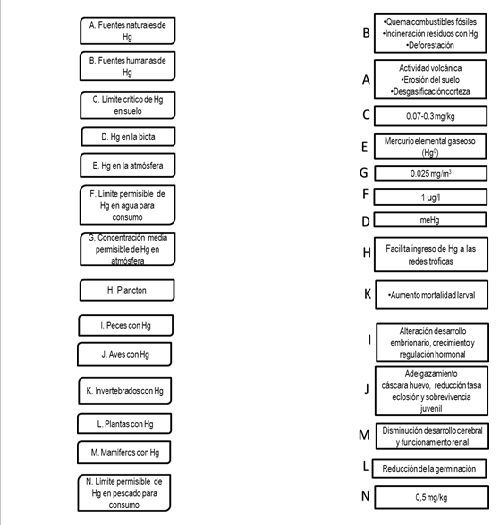 A. Fuentes naturales de
Hg
B. Fuentes humanas de
Hg
C. Límite crítico de Hg
en suelo
D. Hg en la biota
E. Hg en la atmósfera
F. Límite permisible de
Hg en agua para
consumo
G. Concentración media
permisible de Hg en
atmósfera
H Plancton
I. Peces con Hg
J. Aves con Hg
K. Invertebrados con Hg
L. Plantas con Hg
M. Mamíferos con Hg
N. Límite permisible de
Hg en pescado para
consumo
B
•Quema combustibles fósiles
•Incineración residuos con Hg
•Deforestación
A
Actividad volcánica
•Erosión del suelo
•Desgasificación corteza
C
0.07-0.3 mg/kg
E
Mercurio elemental gaseoso
(Hg⁰)
G
0.025 mg/m³
F
1 ug/l
D
meHg
H
Facilita ingreso de Hg a las
redes tróficas
K
•Aumento mortalidad larval
I
Alteración desarrollo
embrionario, crecimiento y
regulación hormonal
J
Adelgazamiento
cáscara huevo, reducción tasa
eclosión y sobrevivencia
juvenil
M
Disminución desarrollo cerebral
y funcionamiento renal
L
Reducción de la germinación
N
0,5 mg/kg